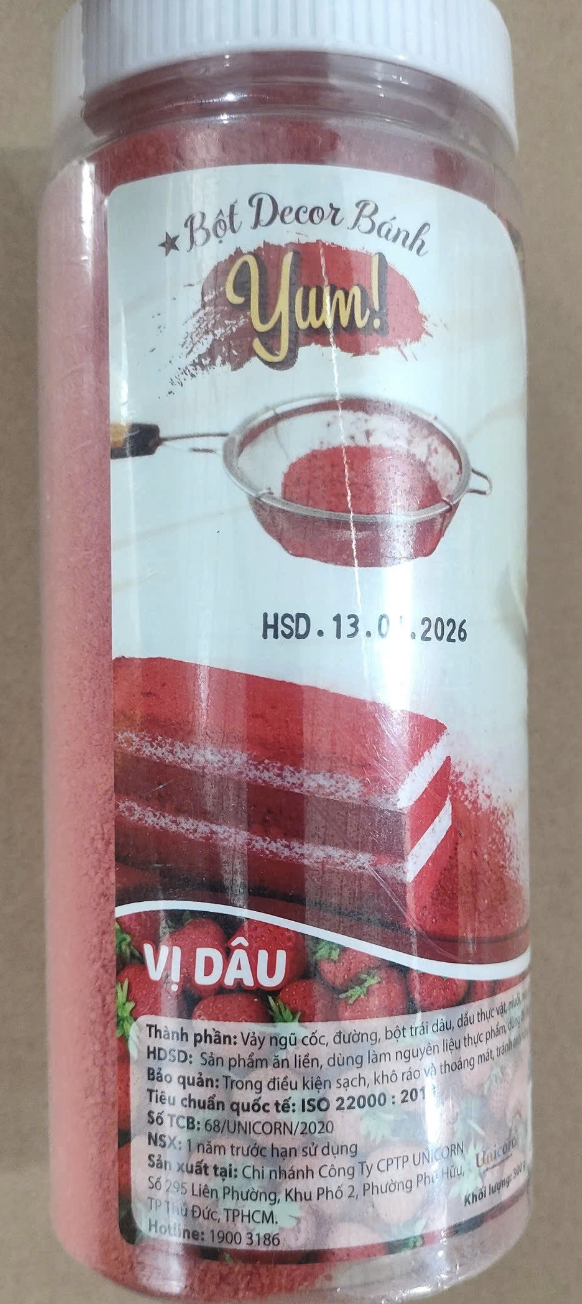 Bột Decor Bánh
Yum!
HSD.13.0 .2026
VỊ DÂU
Thành phần: Vảy ngũ cốc, đường, bột trái dâu, dầu thực vật, muối,
HDSD: Sản phẩm ăn liền, dùng làm nguyên liệu thực phẩm,
Bảo quản: Trong điều kiện sạch, khô ráo và thoáng mát, tránh
Tiêu chuẩn quốc tế: ISO 22000 : 201
Số TCB: 68/UNICORN/2020
NSX: 1 năm trước hạn sử dụng
Sản xuất tại: Chi nhánh Công Ty CPTP UNICORN
Số 295 Liên Phường, Khu Phố 2, Phường Phú Hữu,
TP Thủ Đức, TPHCM.
Hotline: 1900 3186
Unicorn
Khối lượng: